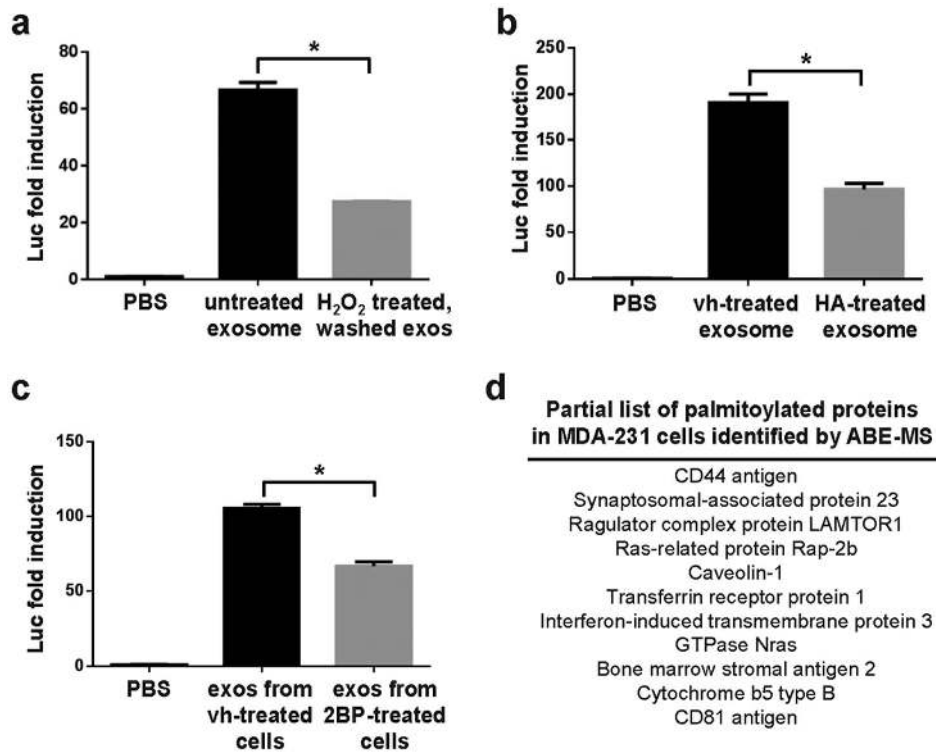 a
Luc fold induction
80
60
40
20
0
*
PBS
untreated
exosome
H₂O₂ treated,
washed exos
b
Luc fold induction
250
200
150
100
50
0
*
PBS
vh-treated
exosome
HA-treated
exosome
c
Luc fold induction
150
100
50
0
*
PBS
exos from
vh-treated
cells
exos from
2BP-treated
cells
d
Partial list of palmitoylated proteins
in MDA-231 cells identified by ABE-MS
CD44 antigen
Synaptosomal-associated protein 23
Ragulator complex protein LAMTOR1
Ras-related protein Rap-2b
Caveolin-1
Transferrin receptor protein 1
Interferon-induced transmembrane protein 3
GTPase Nras
Bone marrow stromal antigen 2
Cytochrome b5 type B
CD81 antigen